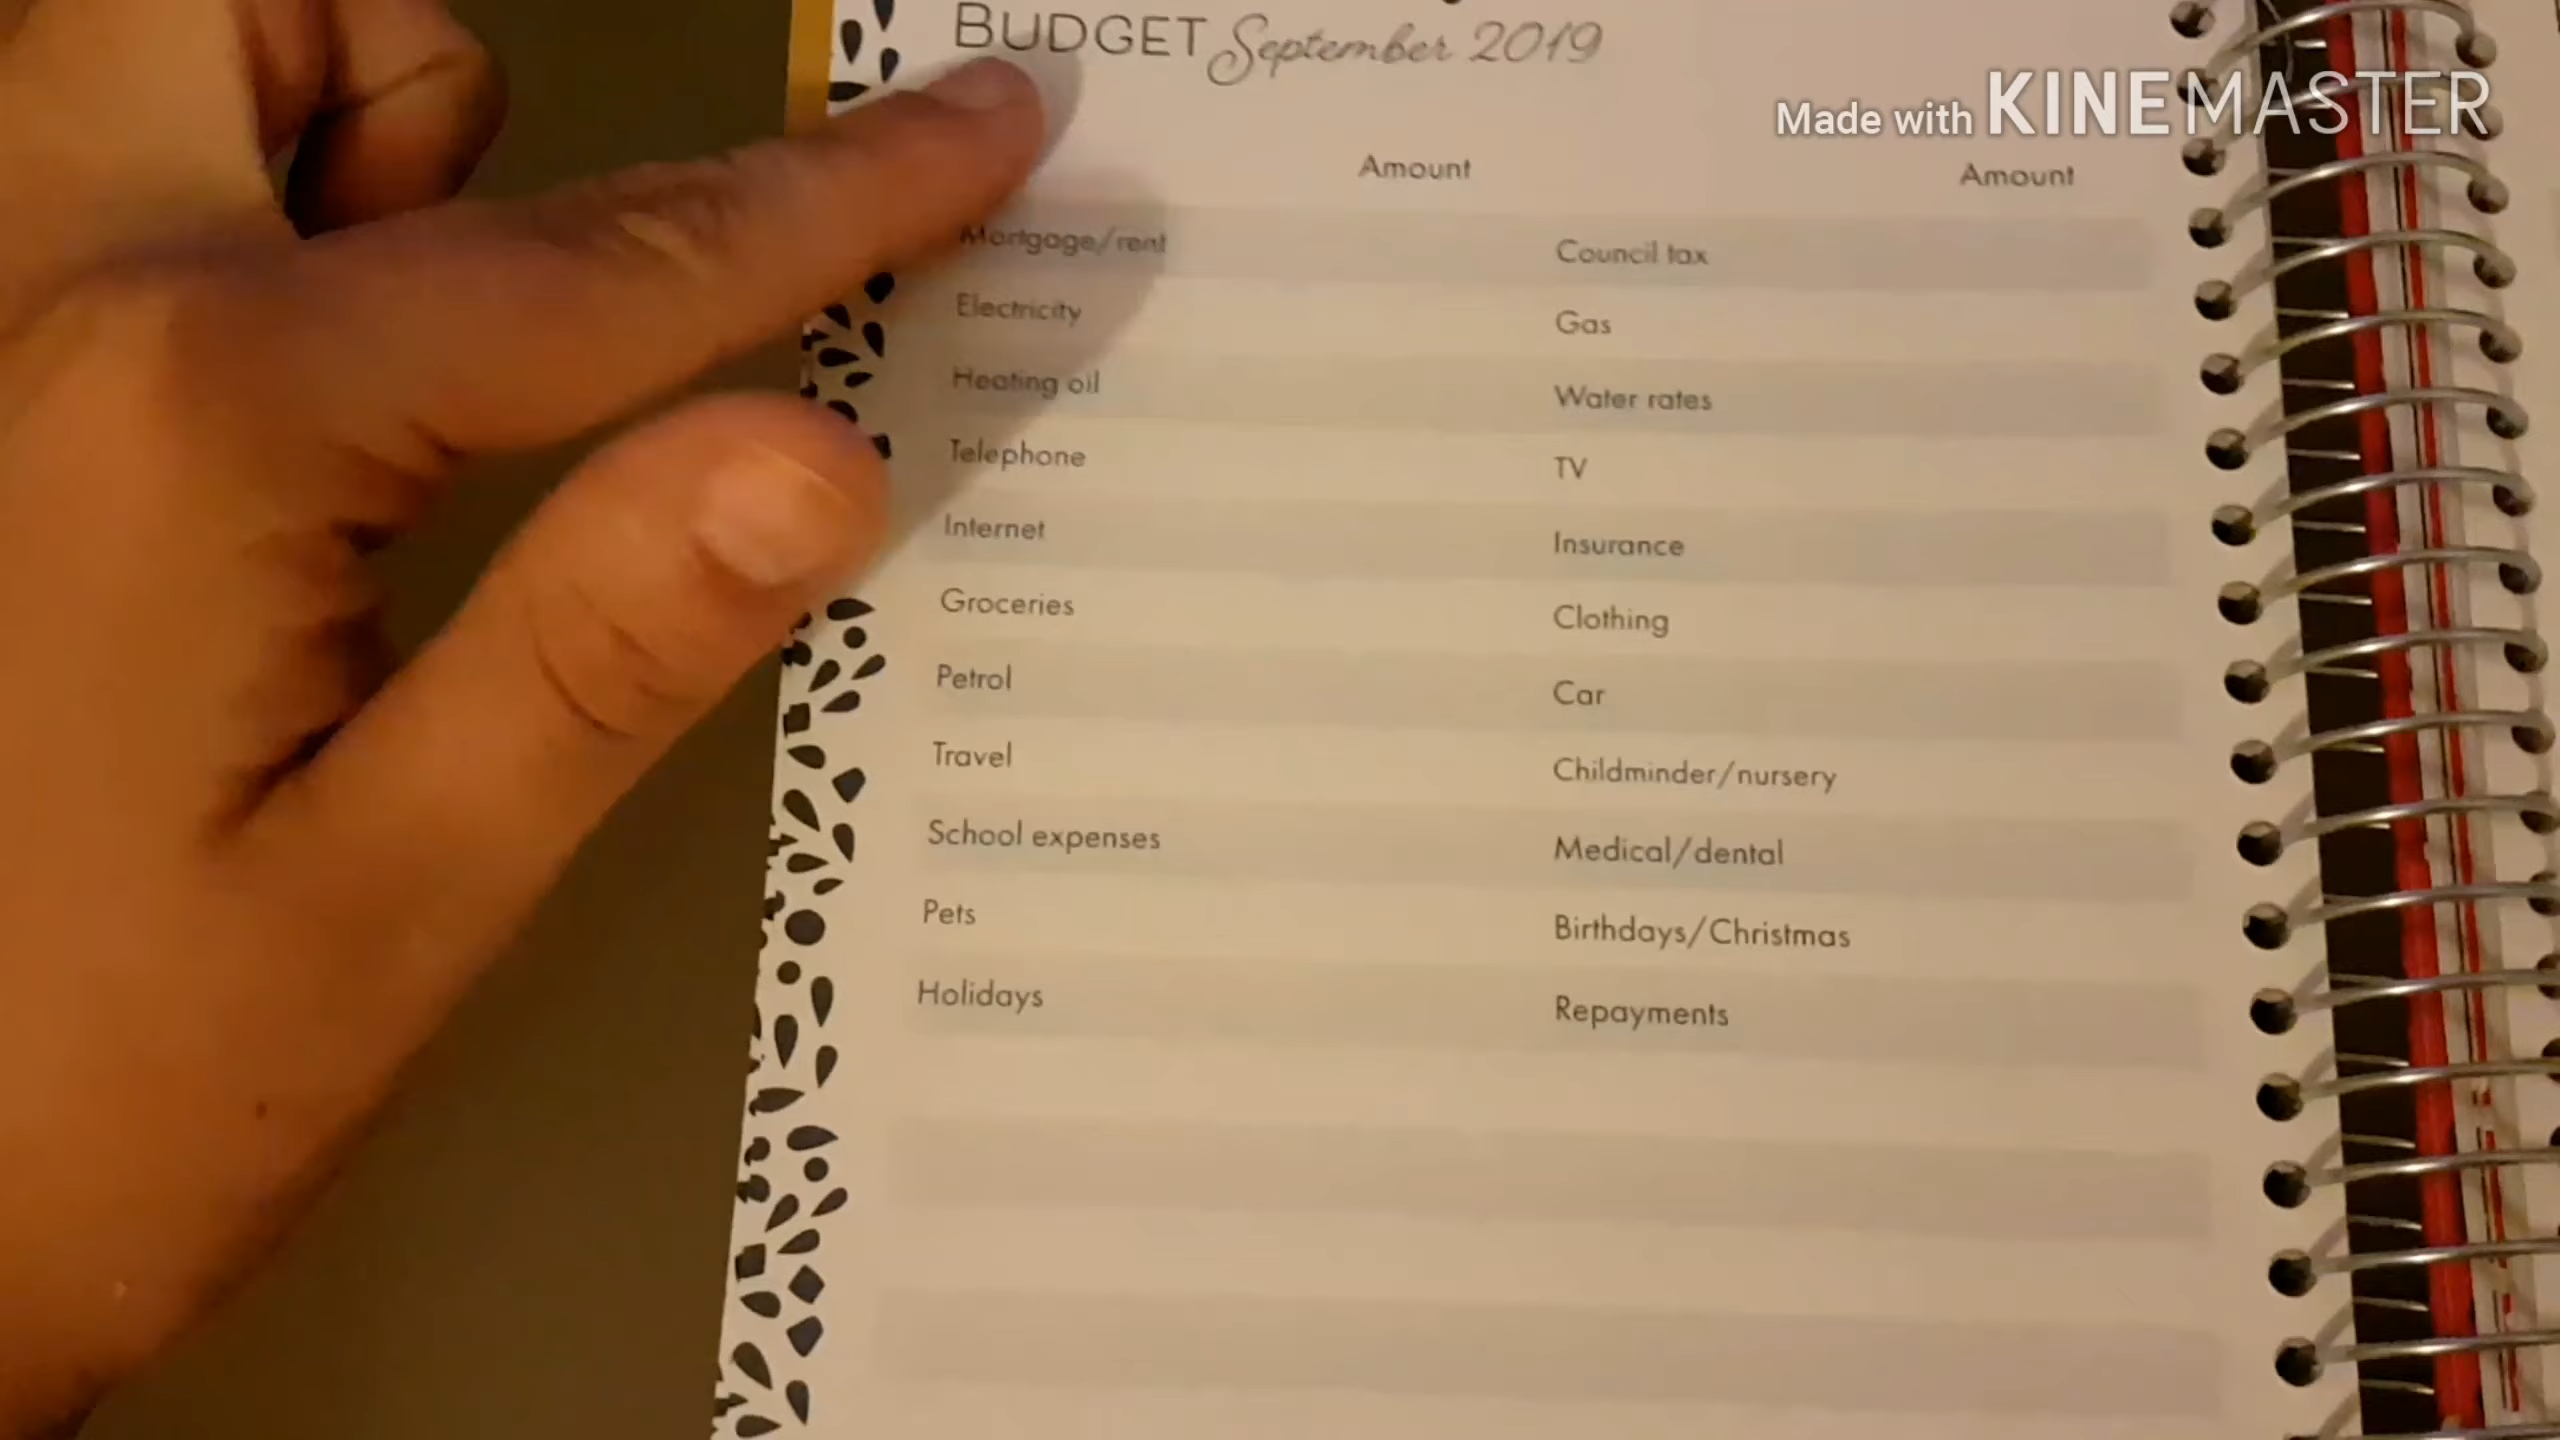 BUDGET September 2019
Made with KINEMASTER
Amount Amount
Mortgage/rent Council tax
Electricity Gas
Heating oil Water rates
Telephone TV
Internet Insurance
Groceries Clothing
Petrol Car
Travel Childminder/nursery
School expenses Medical/dental
Pets Birthdays/Christmas
Holidays Repayments